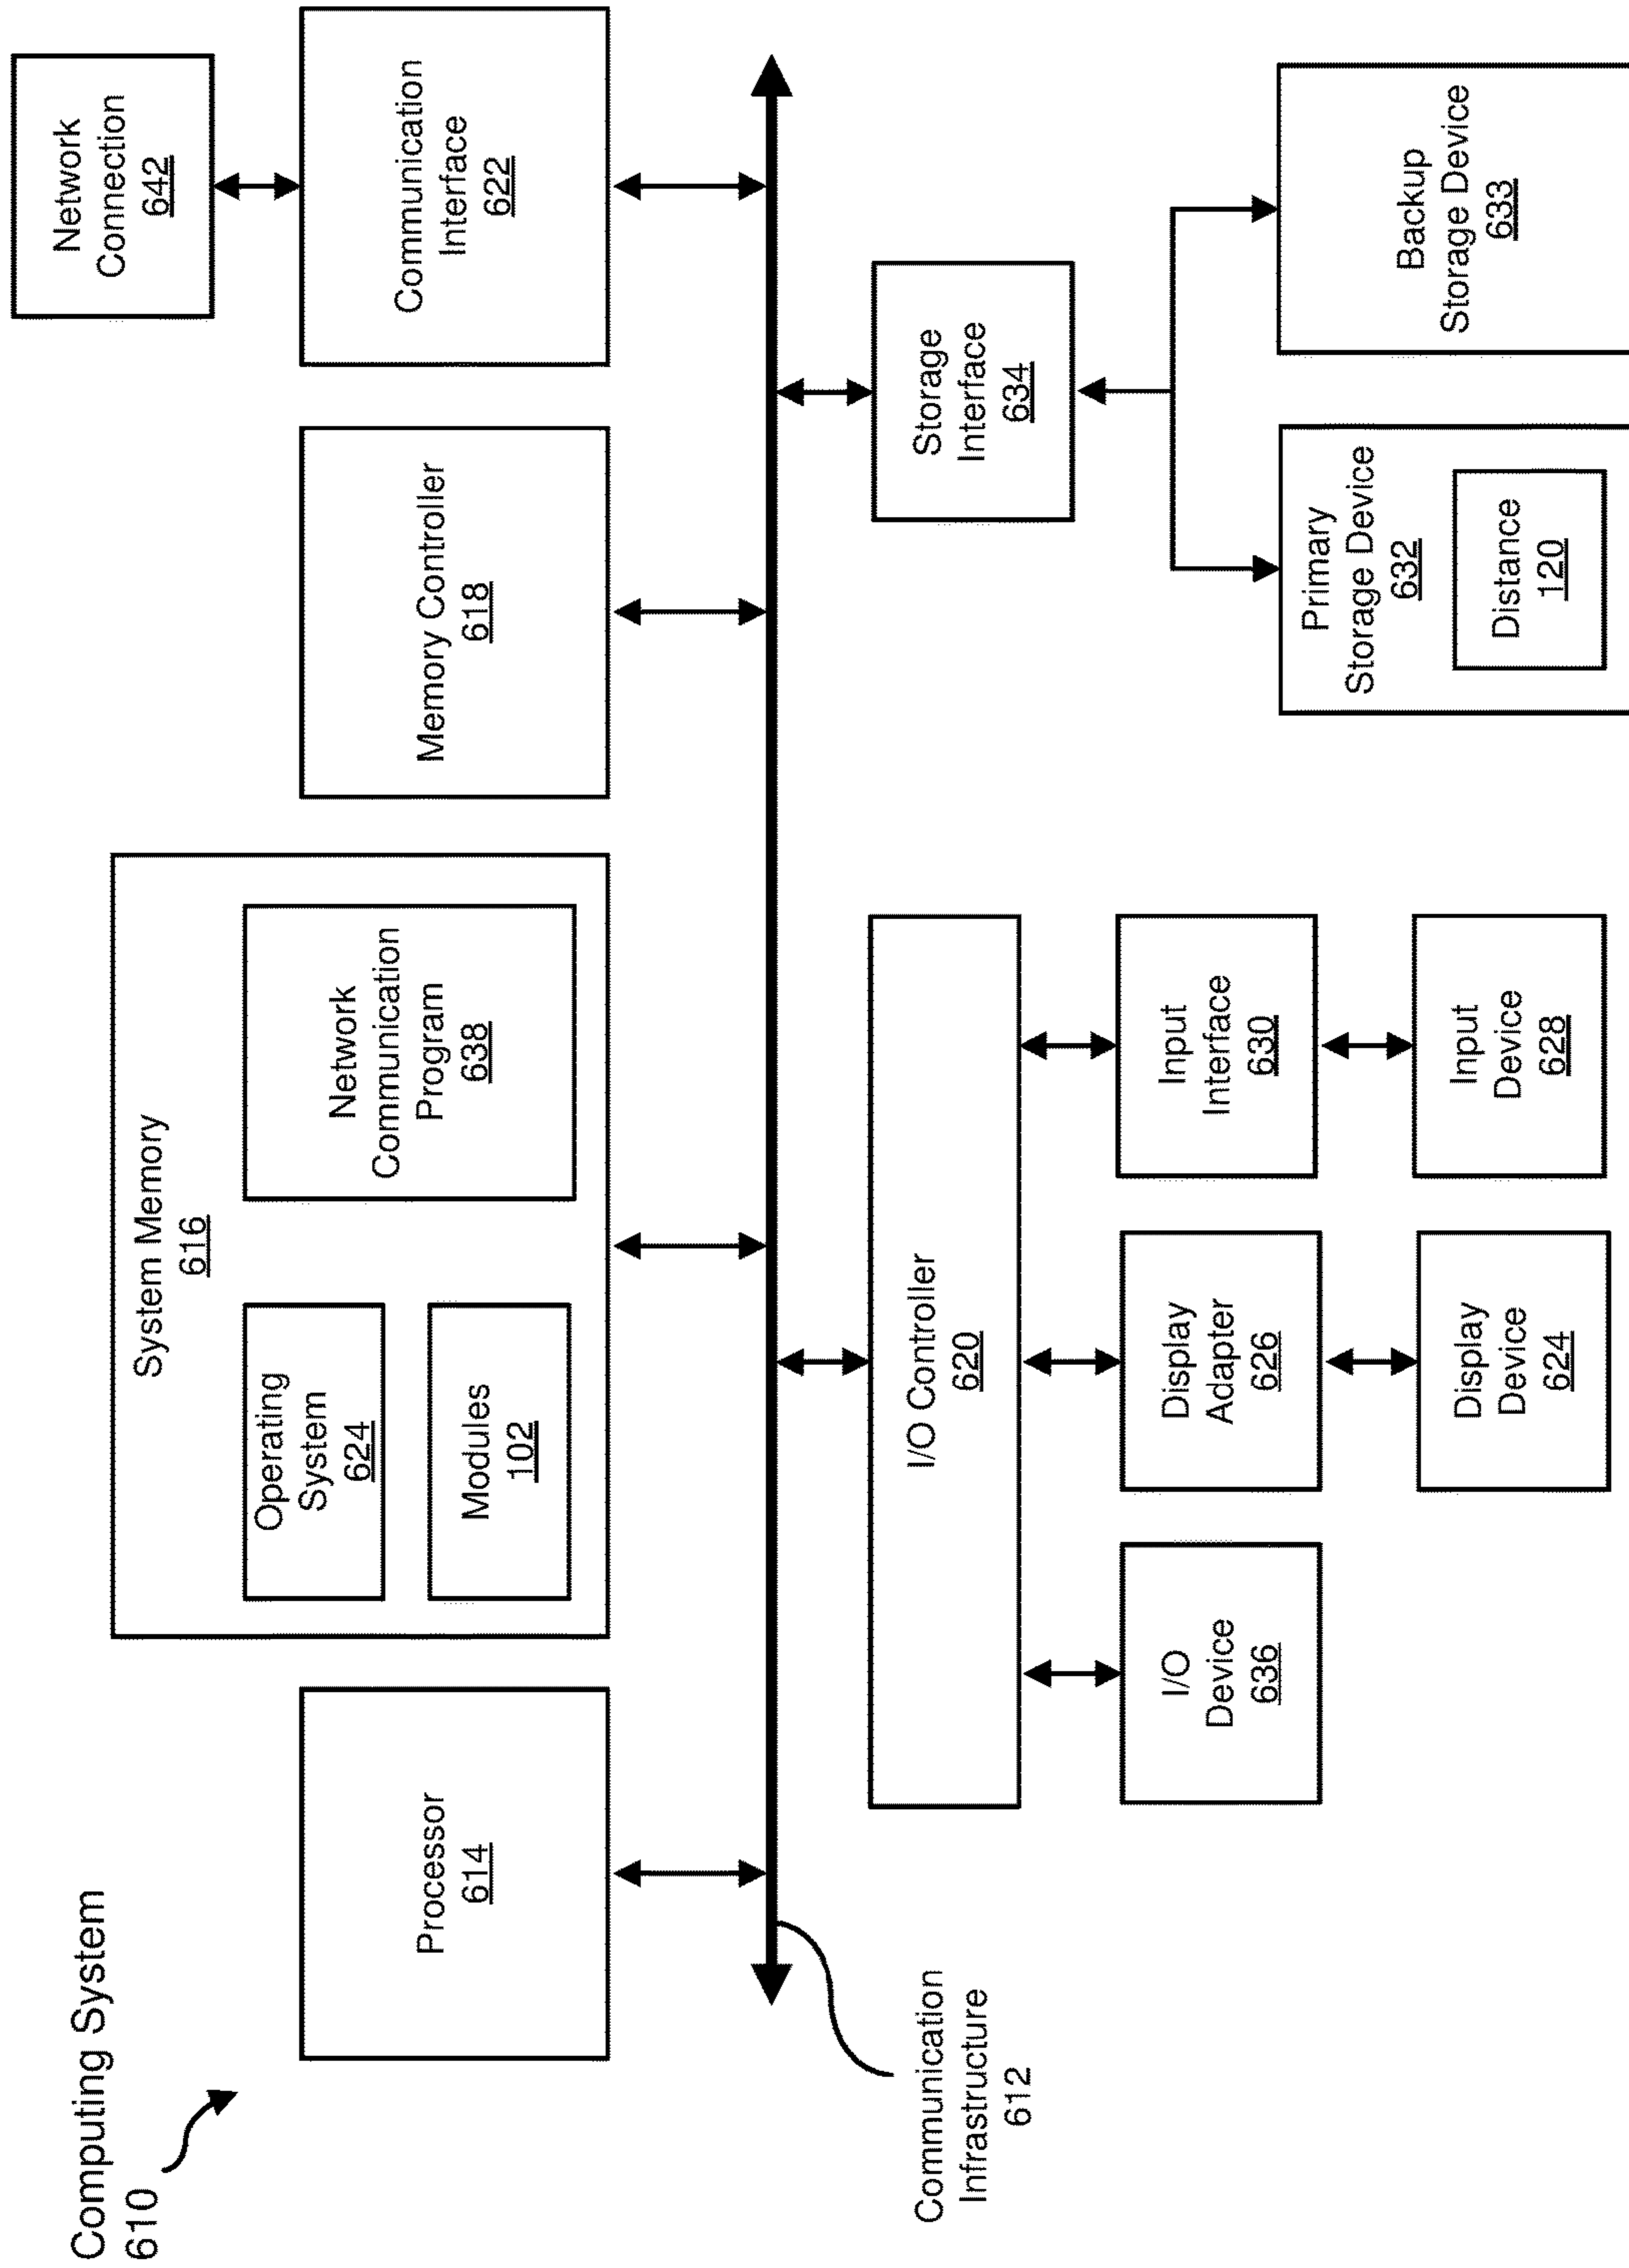 Computing System
610
Processor
614
System Memory
616
Operating
System
624
Modules
102
Network
Communication
Program
638
Memory Controller
618
Communication
Interface
622
Network
Connection
642
Communication
Infrastructure
612
I/O Controller
620
I/O
Device
636
Display
Adapter
626
Display
Device
624
Input
Interface
630
Input
Device
628
Storage
Interface
634
Primary
Storage Device
632
Distance
120
Backup
Storage Device
633